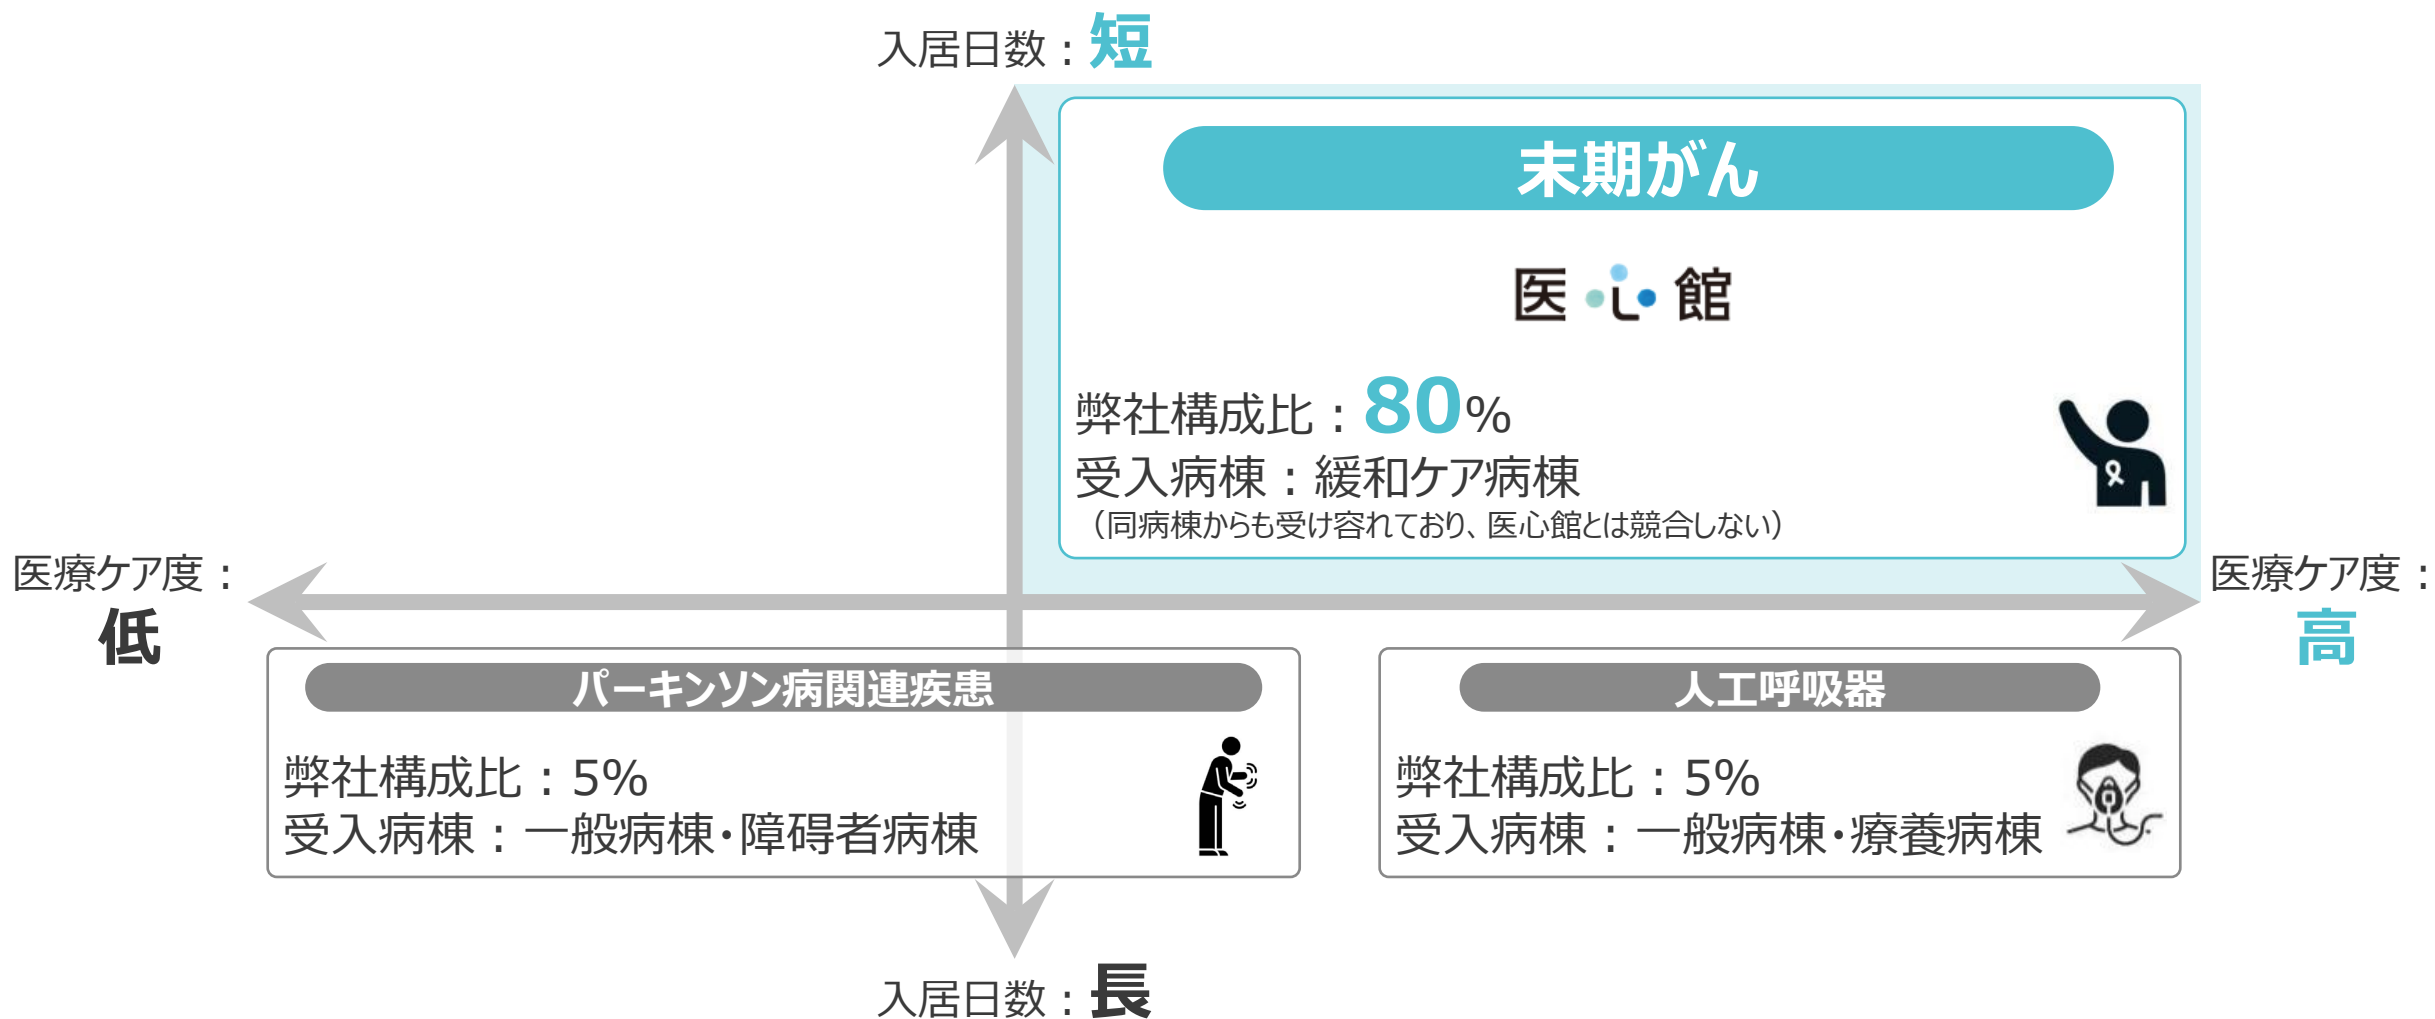 入居日数：短
末期がん
医心館
弊社構成比：80%
受入病棟：緩和ケア病棟
（同病棟からも受け容れており、医心館とは競合しない）
医療ケア度：
低
医療ケア度：
高
パーキンソン病関連疾患
弊社構成比：5%
受入病棟：一般病棟・障碍者病棟
人工呼吸器
弊社構成比：5%
受入病棟：一般病棟・療養病棟
入居日数：長